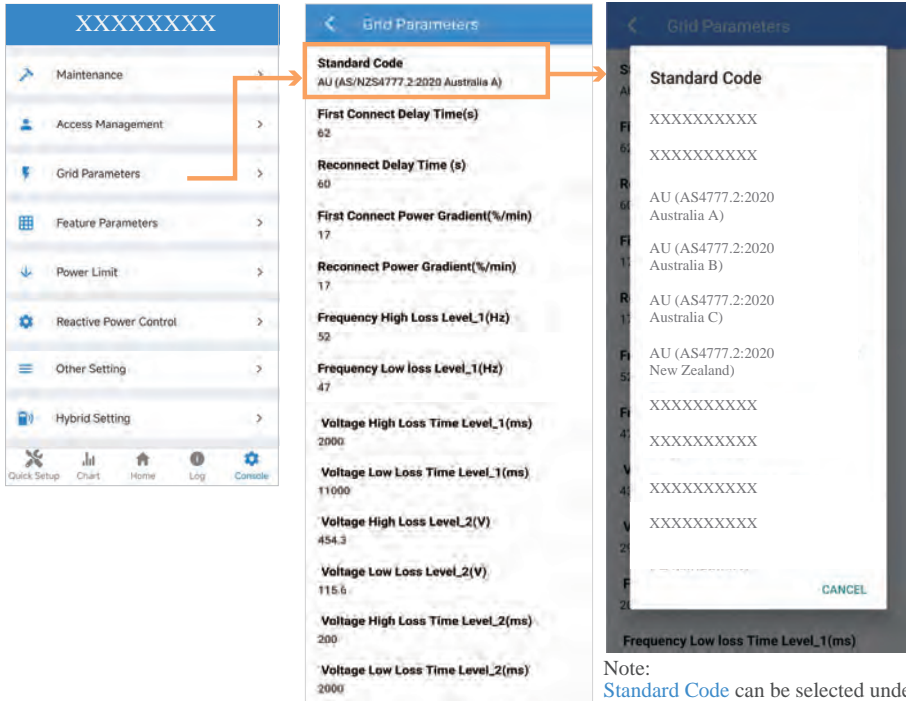 XXXXXXXX
Maintenance
Access Management
Grid Parameters
Feature Parameters
Power Limit
Reactive Power Control
Other Setting
Hybrid Setting
Quick Setup
Chart
Home
Log
Console
Grid Parameters
Standard Code
AU (AS/NZS4777.2:2020 Australia A)
First Connect Delay Time(s)
62
Reconnect Delay Time (s)
60
First Connect Power Gradient(%/min)
17
Reconnect Power Gradient(%/min)
17
Frequency High Loss Level_1(Hz)
52
Frequency Low loss Level_1(Hz)
47
Voltage High Loss Time Level_1(ms)
2000
Voltage Low Loss Time Level_1(ms)
11000
Voltage High Loss Level_2(V)
454.3
Voltage Low Loss Level_2(V)
115.6
Voltage High Loss Time Level_2(ms)
200
Voltage Low Loss Time Level_2(ms)
2000
Grid Parameters
Standard Code
XXXXXXXXXX
XXXXXXXXXX
AU (AS4777.2:2020
Australia A)
AU (AS4777.2:2020
Australia B)
AU (AS4777.2:2020
Australia C)
AU (AS4777.2:2020
New Zealand)
XXXXXXXXXX
XXXXXXXXXX
XXXXXXXXXX
XXXXXXXXXX
CANCEL
Frequency Low loss Time Level_1(ms)
Note:
Standard Code can be selected